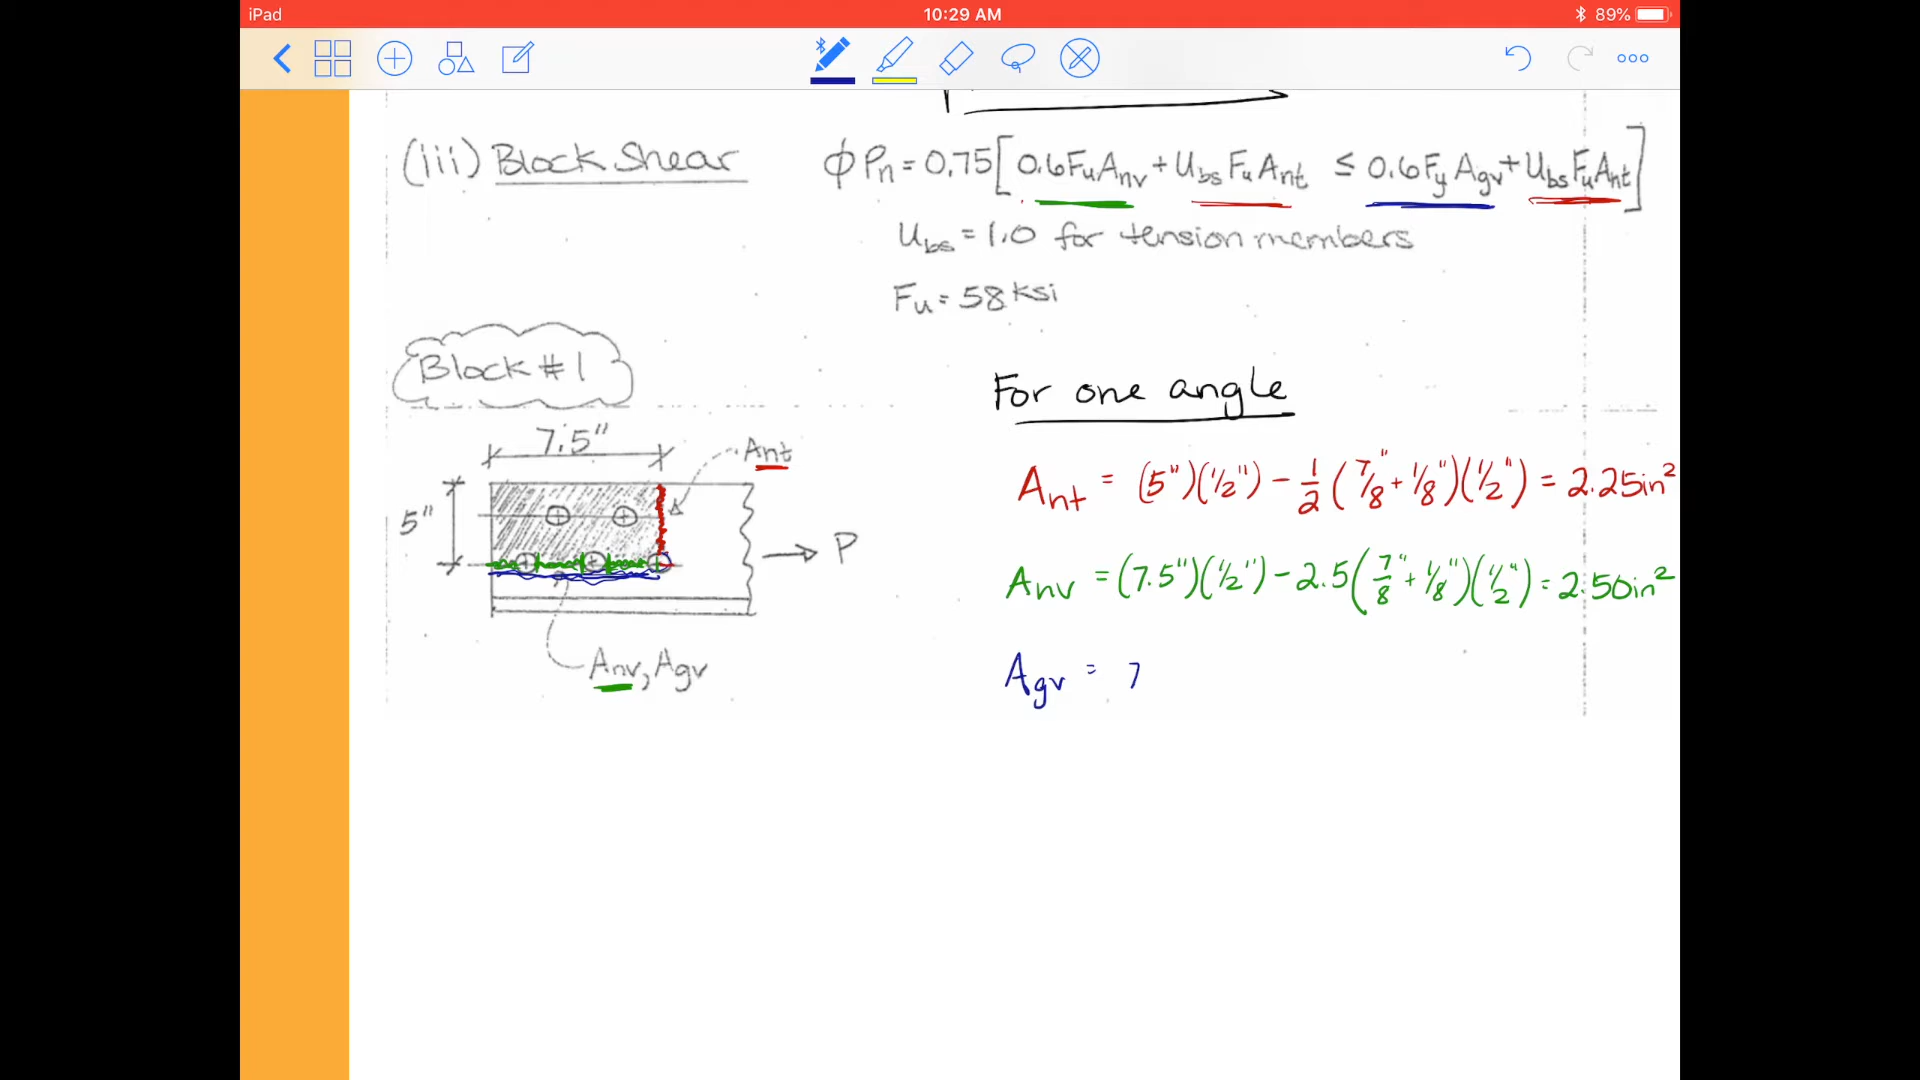 iPad 10:29 AM 89%
(iii) Block Shear ϕPn = 0.75[0.6FuAnv + UbsFuAnt ≤ 0.6FyAgv + UbsFuAnt]
Ubs = 1.0 for tension members
Fu = 58 ksi
Block #1
For one angle
7.5"
Ant
Ant = (5")(1/2") - 1/2(7/8" + 1/8")(1/2") = 2.25in²
5"
P
Anv = (7.5")(1/2") - 2.5(7/8" + 1/8")(1/2") = 2.50in²
Anv, Agv
Agv = 7